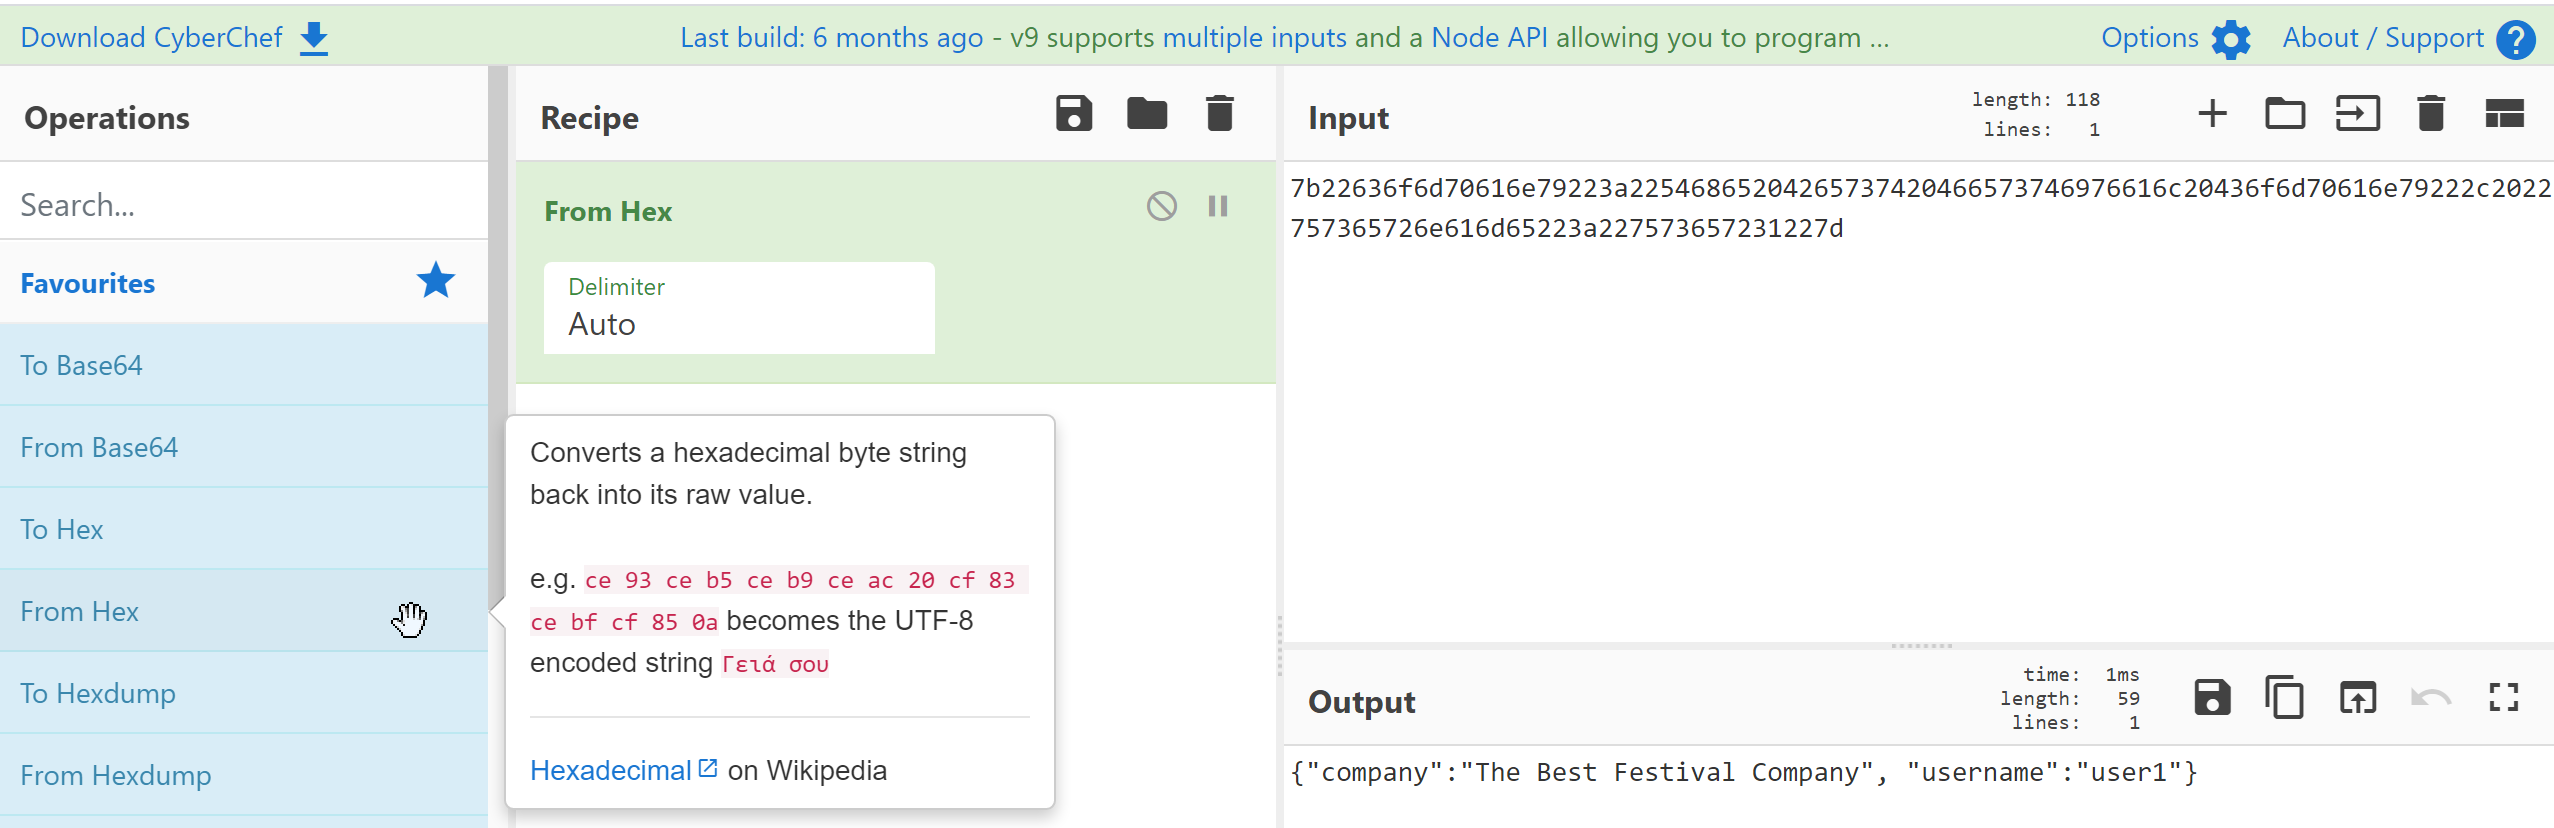 Download CyberChef
Last build: 6 months ago - v9 supports multiple inputs and a Node API allowing you to program ...
Options
About / Support
Operations
Search...
Favourites
To Base64
From Base64
To Hex
From Hex
To Hexdump
From Hexdump
Recipe
From Hex
Delimiter
Auto
Converts a hexadecimal byte string
back into its raw value.
e.g. ce 93 ce b5 ce b9 ce ac 20 cf 83
ce bf cf 85 0a becomes the UTF-8
encoded string Γειά σου
Hexadecimal on Wikipedia
Input
length: 118
lines: 1
7b22636f6d70616e79223a22546865204265737420466573746976616c20436f6d70616e79222c2022
757365726e616d65223a227573657231227d
Output
time: 1ms
length: 59
lines: 1
{"company":"The Best Festival Company", "username":"user1"}